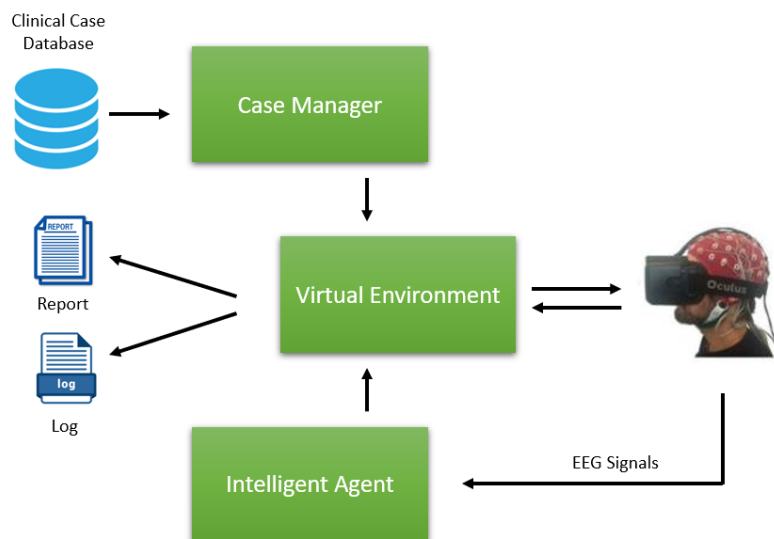 Clinical Case
Database
Case Manager
REPORT
Report
Virtual Environment
Oculus
log
Log
Intelligent Agent
EEG Signals